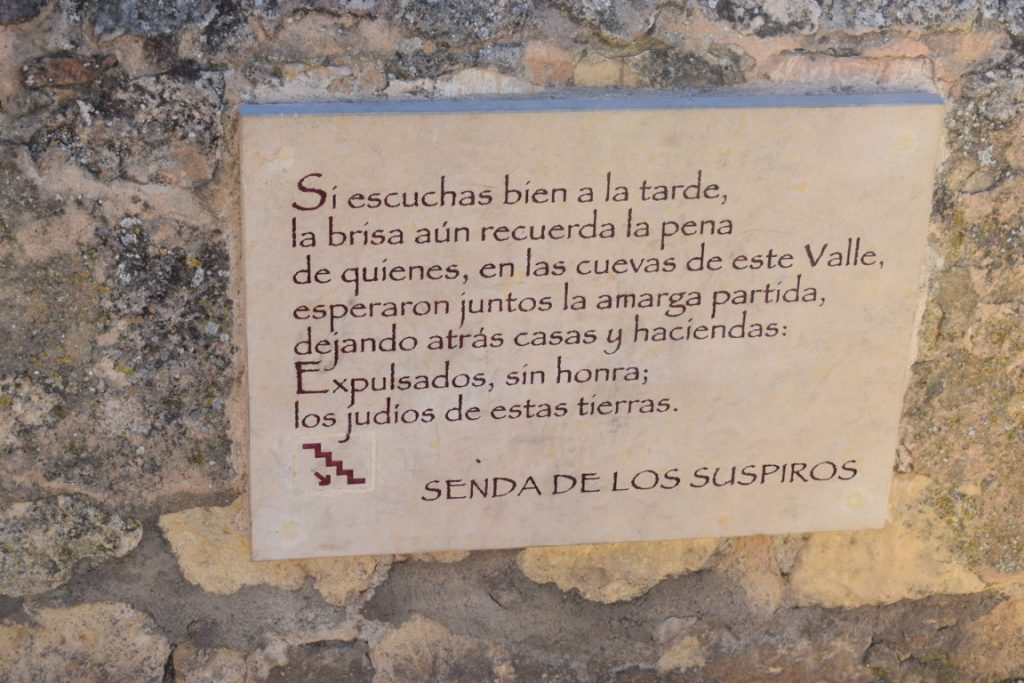 Si escuchas bien a la tarde,
la brisa aún recuerda la pena
de quienes, en las cuevas de este Valle,
esperaron juntos la amarga partida,
dejando atrás casas y haciendas:
Expulsados, sin honra;
los judios de estas tierras.
SENDA DE LOS SUSPIROS